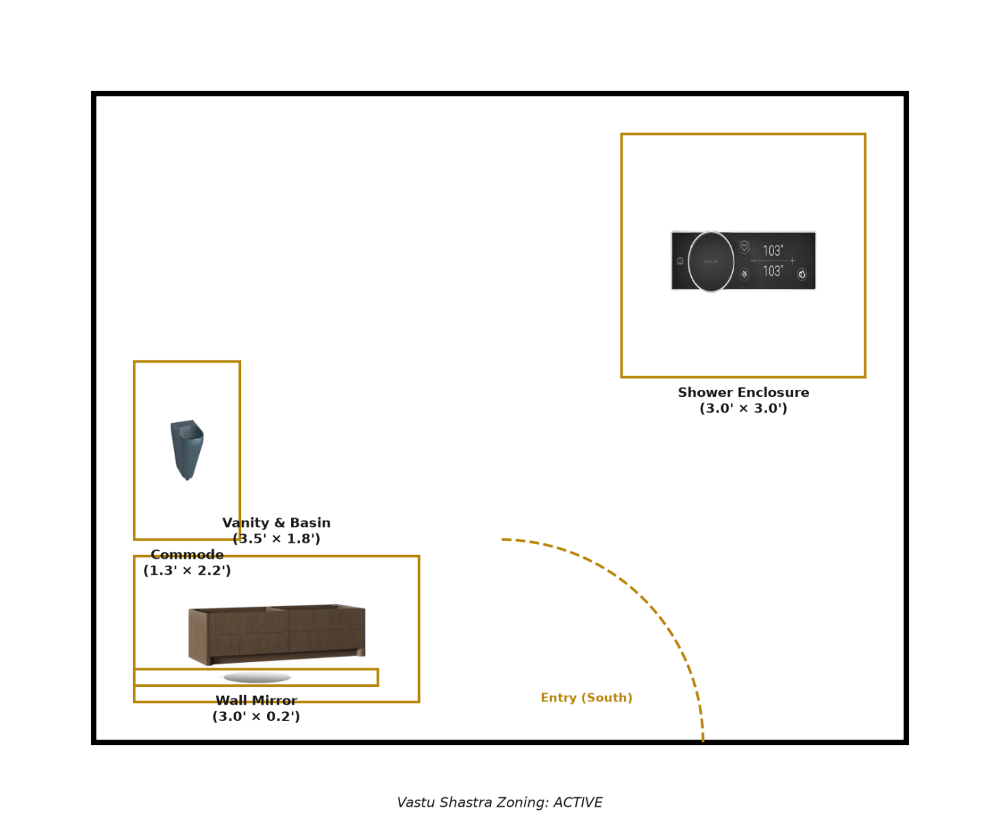 103°
103°
Shower Enclosure
(3.0' × 3.0')
Vanity & Basin
(3.5' × 1.8')
Commode
(1.3' × 2.2')
Entry (South)
Wall Mirror
(3.0' × 0.2')
Vastu Shastra Zoning: ACTIVE